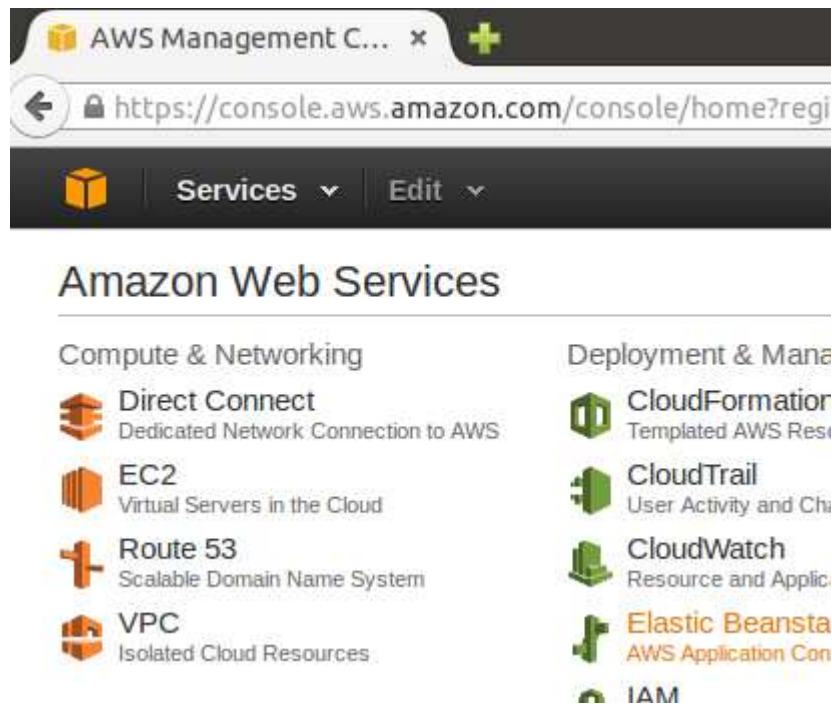 AWS Management C...
https://console.aws.amazon.com/console/home?regi
Services Edit
Amazon Web Services
Compute & Networking
Direct Connect
Dedicated Network Connection to AWS
EC2
Virtual Servers in the Cloud
Route 53
Scalable Domain Name System
VPC
Isolated Cloud Resources
Deployment & Mana
CloudFormation
Templated AWS Reso
CloudTrail
User Activity and Cha
CloudWatch
Resource and Applica
Elastic Beansta
AWS Application Con
IAM